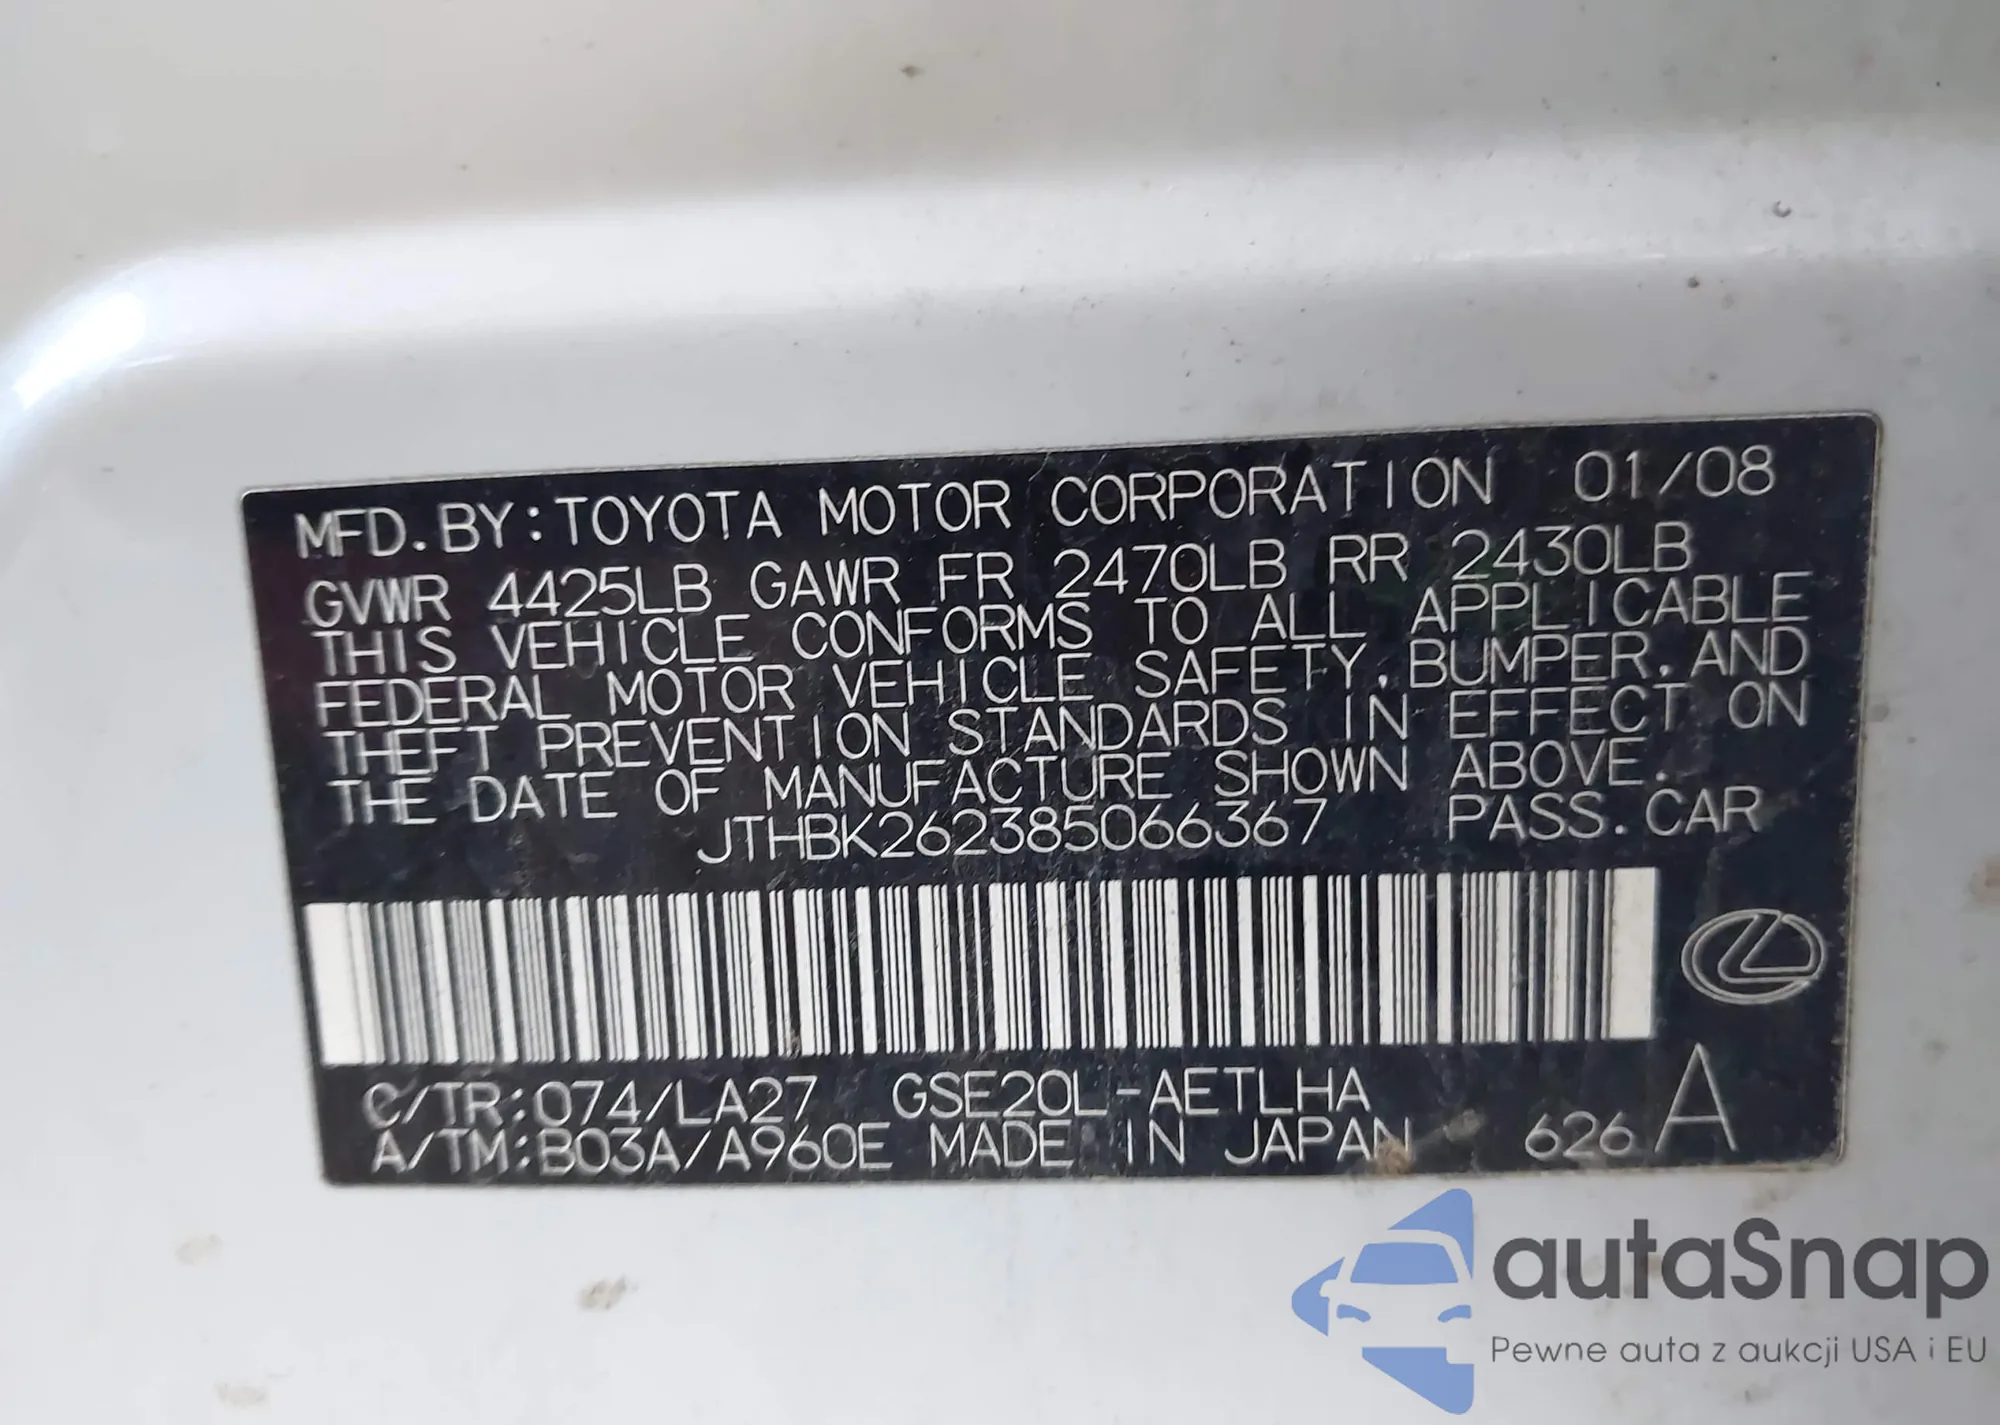 MFD. BY: TOYOTA MOTOR CORPORATION 01/08
GVWR 4425LB GAWR FR 2470LB RR 2430LB
THIS VEHICLE CONFORMS TO ALL APPLICABLE
FEDERAL MOTOR VEHICLE SAFETY, BUMPER, AND
THEFT PREVENTION STANDARDS IN EFFECT ON
THE DATE OF MANUFACTURE SHOWN ABOVE.
JTHBK262385066367 PASS. CAR
C/TR: 074/LA27 GSE20L-AETLHA
A/TM: B03A/A960E MADE IN JAPAN 626 A
autaSnap
Pewne auta z aukcji USA i EU